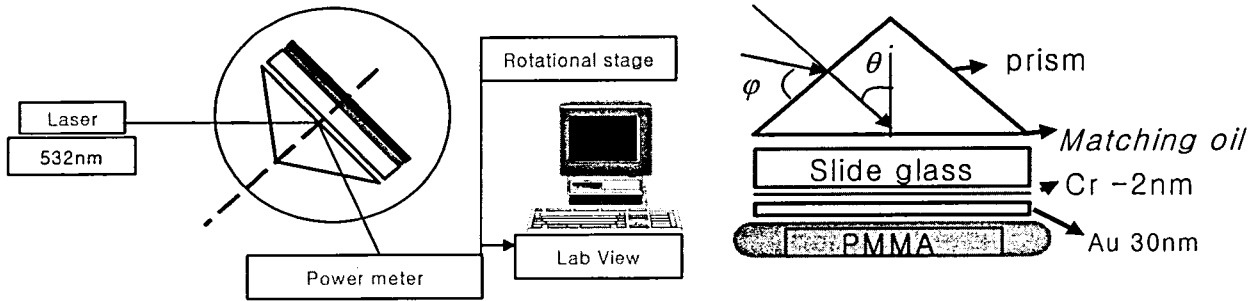 Laser
532nm
Rotational stage
Power meter
Lab View
φ
θ
prism
Matching oil
Slide glass
Cr -2nm
Au 30nm
PMMA